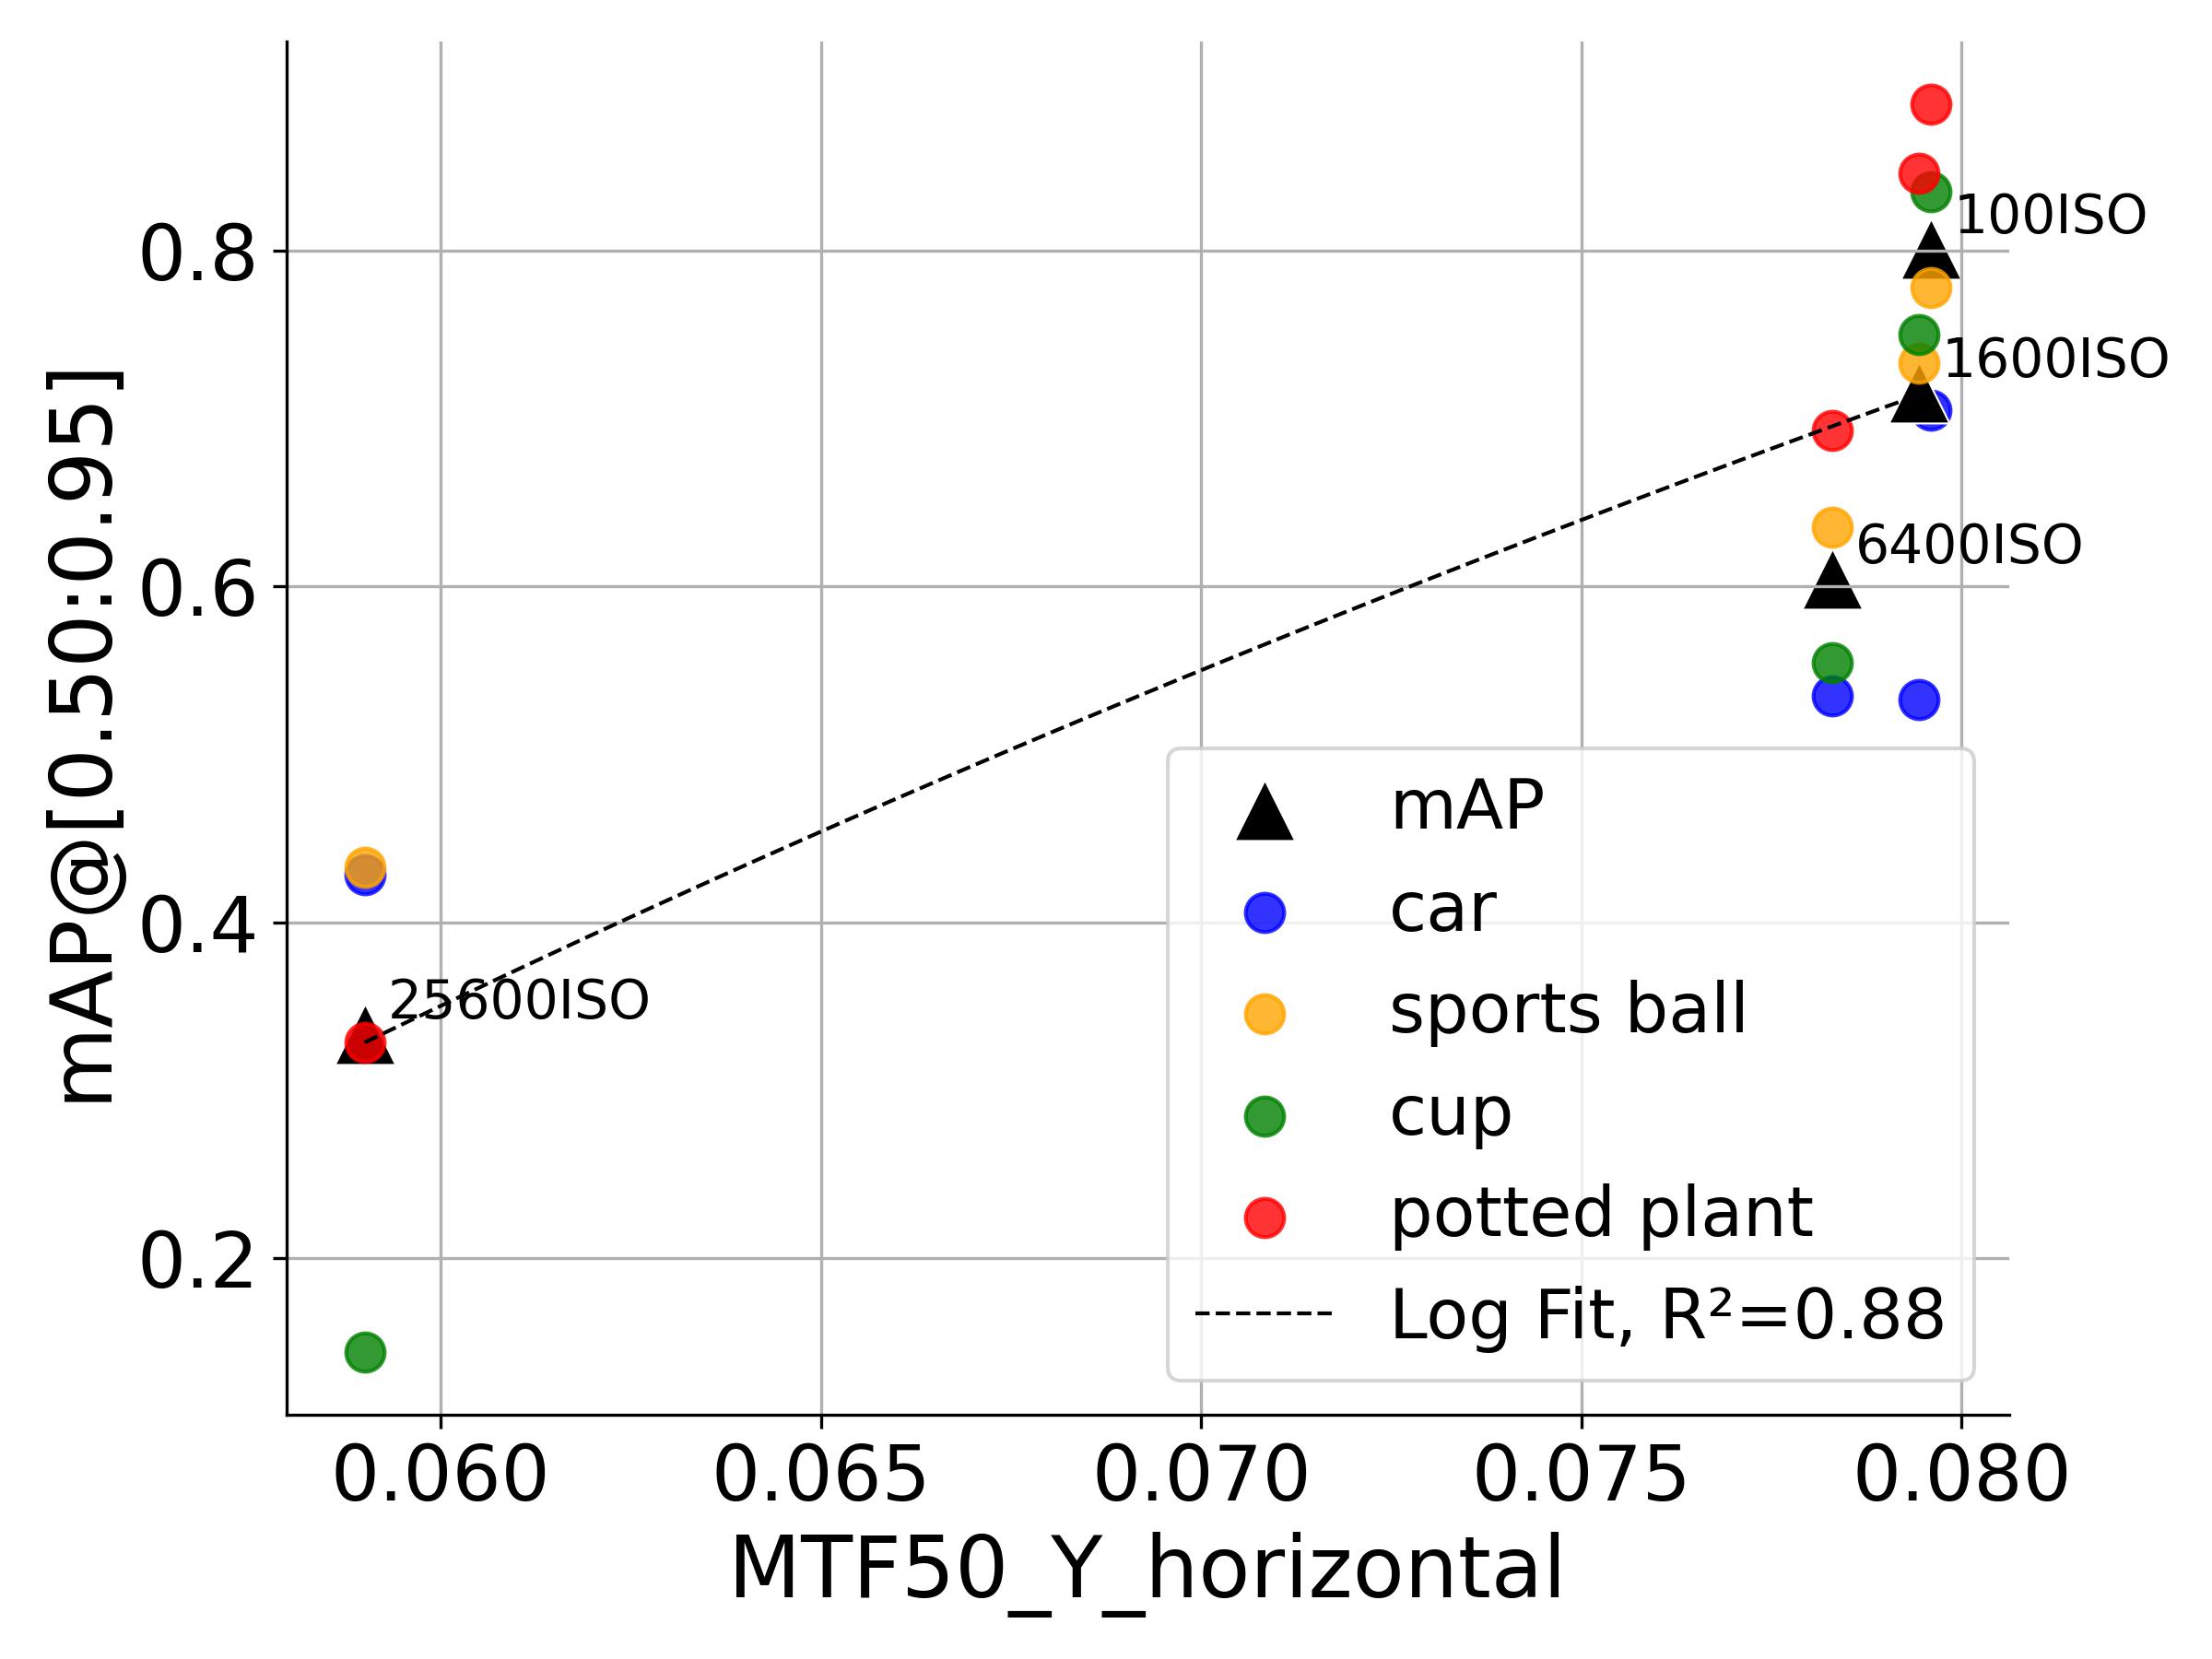 mAP@[0.50:0.95]
0.8
0.6
0.4
0.2
100ISO
1600ISO
6400ISO
25600ISO
mAP
car
sports ball
cup
potted plant
Log Fit, R²=0.88
0.060 0.065 0.070 0.075 0.080
MTF50_Y_horizontal